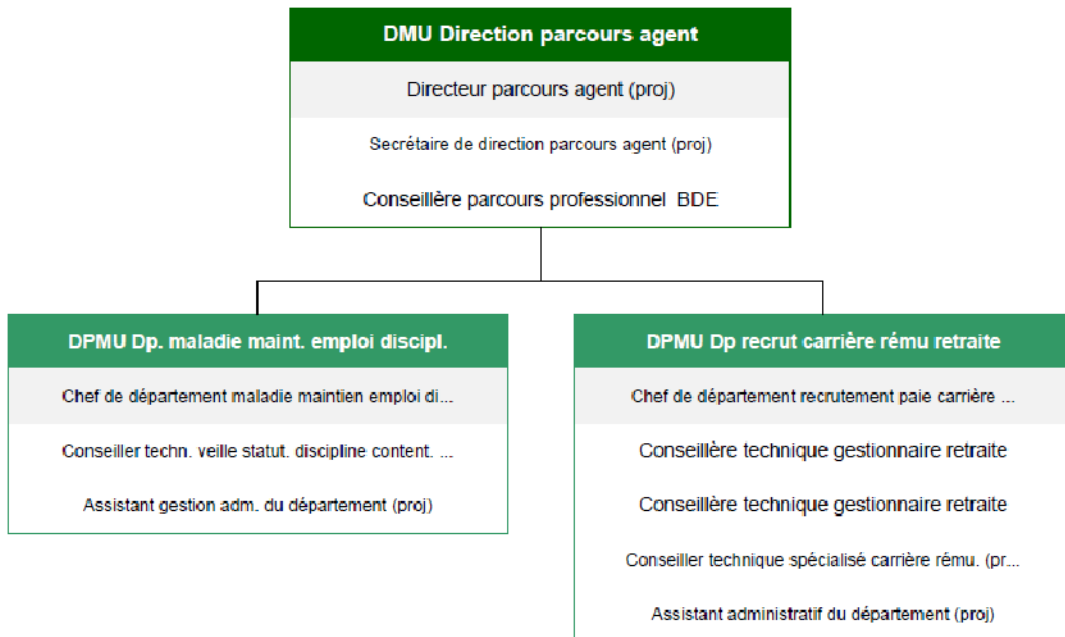 DMU Direction parcours agent
Directeur parcours agent (proj)
Secrétaire de direction parcours agent (proj)
Conseillère parcours professionnel BDE
DPMU Dp. maladie maint. emploi discipl.
Chef de département maladie maintien emploi di...
Conseiller techn. veille statut. discipline content. ...
Assistant gestion adm. du département (proj)
DPMU Dp recrut carrière rému retraite
Chef de département recrutement paie carrière ...
Conseillère technique gestionnaire retraite
Conseillère technique gestionnaire retraite
Conseiller technique spécialisé carrière rému. (pr...
Assistant administratif du département (proj)